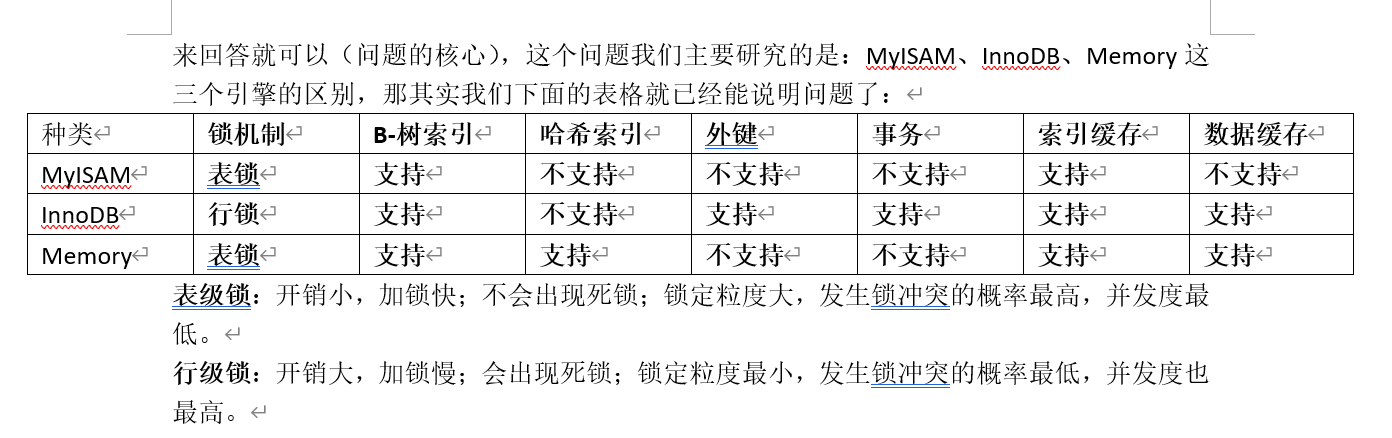 来回答就可以（问题的核心），这个问题我们主要研究的是：MyISAM、InnoDB、Memory 这
三个引擎的区别，那其实我们下面的表格就已经能说明问题了：
种类 锁机制 B-树索引 哈希索引 外键 事务 索引缓存 数据缓存
MyISAM 表锁 支持 不支持 不支持 不支持 支持 不支持
InnoDB 行锁 支持 不支持 支持 支持 支持 支持
Memory 表锁 支持 支持 不支持 不支持 支持 支持
表级锁：开销小，加锁快；不会出现死锁；锁定粒度大，发生锁冲突的概率最高，并发度最
低。
行级锁：开销大，加锁慢；会出现死锁；锁定粒度最小，发生锁冲突的概率最低，并发度也
最高。